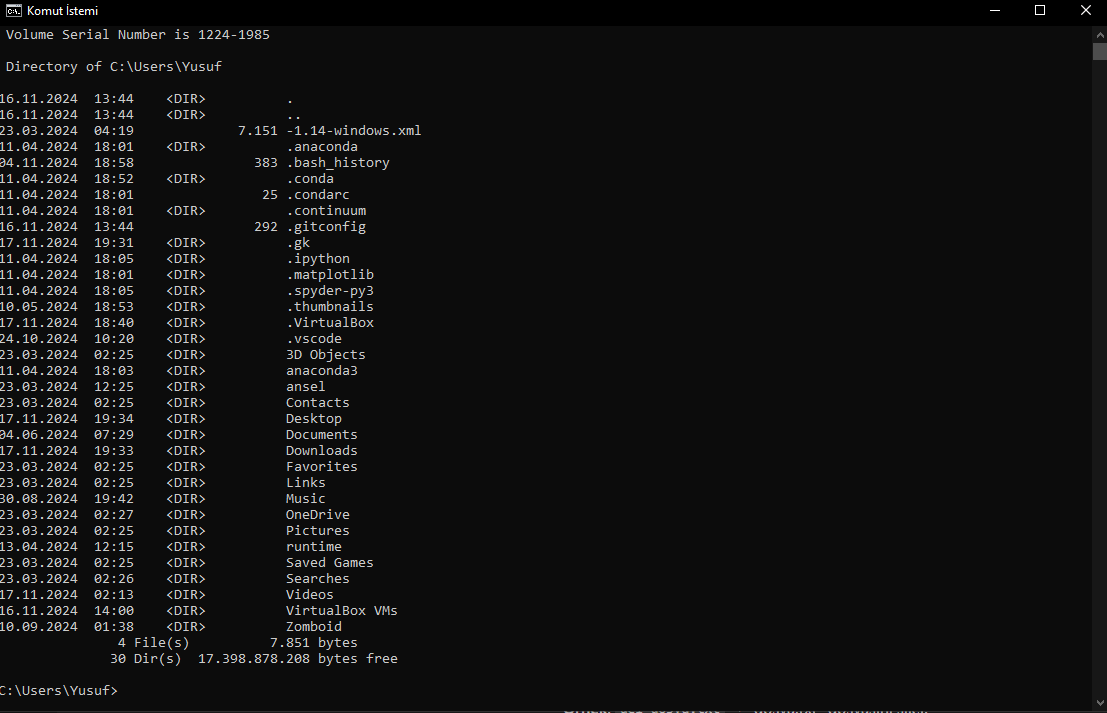 Komut İstemi
Volume Serial Number is 1224-1985
Directory of C:\Users\Yusuf
16.11.2024  13:44    <DIR>          .
16.11.2024  13:44    <DIR>          ..
23.03.2024  04:19             7.151 -1.14-windows.xml
11.04.2024  18:01    <DIR>          .anaconda
04.11.2024  18:58               383 .bash_history
11.04.2024  18:52    <DIR>          .conda
11.04.2024  18:01                25 .condarc
11.04.2024  18:01    <DIR>          .continuum
16.11.2024  13:44               292 .gitconfig
17.11.2024  19:31    <DIR>          .gk
11.04.2024  18:05    <DIR>          .ipython
11.04.2024  18:01    <DIR>          .matplotlib
11.04.2024  18:05    <DIR>          .spyder-py3
10.05.2024  18:53    <DIR>          .thumbnails
17.11.2024  18:40    <DIR>          .VirtualBox
24.10.2024  10:20    <DIR>          .vscode
23.03.2024  02:25    <DIR>          3D Objects
11.04.2024  18:03    <DIR>          anaconda3
23.03.2024  12:25    <DIR>          ansel
23.03.2024  02:25    <DIR>          Contacts
17.11.2024  19:34    <DIR>          Desktop
04.06.2024  07:29    <DIR>          Documents
17.11.2024  19:33    <DIR>          Downloads
23.03.2024  02:25    <DIR>          Favorites
23.03.2024  02:25    <DIR>          Links
30.08.2024  19:42    <DIR>          Music
23.03.2024  02:27    <DIR>          OneDrive
23.03.2024  02:25    <DIR>          Pictures
13.04.2024  12:15    <DIR>          runtime
23.03.2024  02:25    <DIR>          Saved Games
23.03.2024  02:26    <DIR>          Searches
17.11.2024  02:13    <DIR>          Videos
16.11.2024  14:00    <DIR>          VirtualBox VMs
10.09.2024  01:38    <DIR>          Zomboid
4 File(s)          7.851 bytes
30 Dir(s)  17.398.878.208 bytes free
C:\Users\Yusuf>